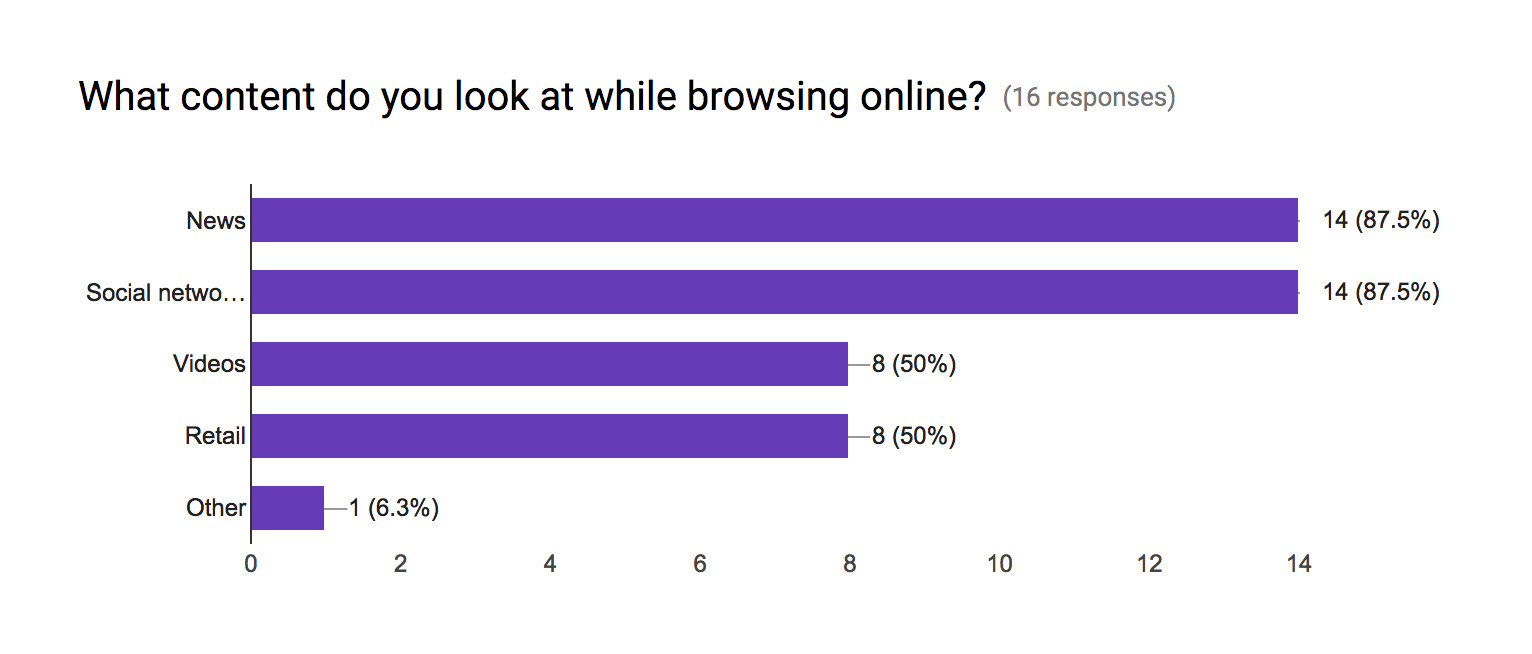 What content do you look at while browsing online? (16 responses)
News 14 (87.5%)
Social netwo… 14 (87.5%)
Videos 8 (50%)
Retail 8 (50%)
Other 1 (6.3%)
0 2 4 6 8 10 12 14